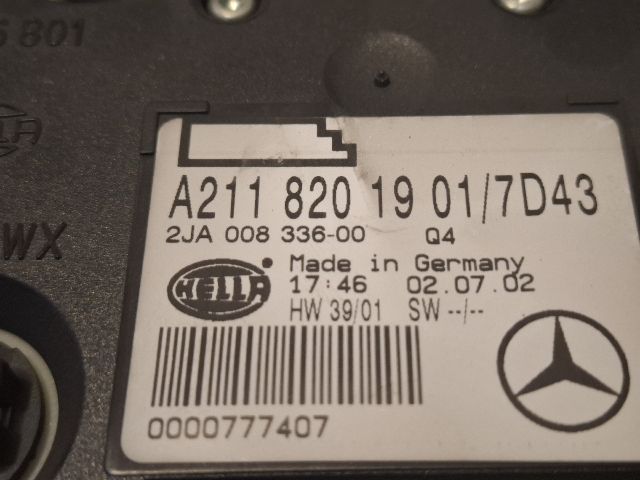 801
WX
A211 820 19 01/7D43
2JA 008 336-00 Q4
HELLA
Made in Germany
17:46 02.07.02
HW 39/01 SW --/--
0000777407